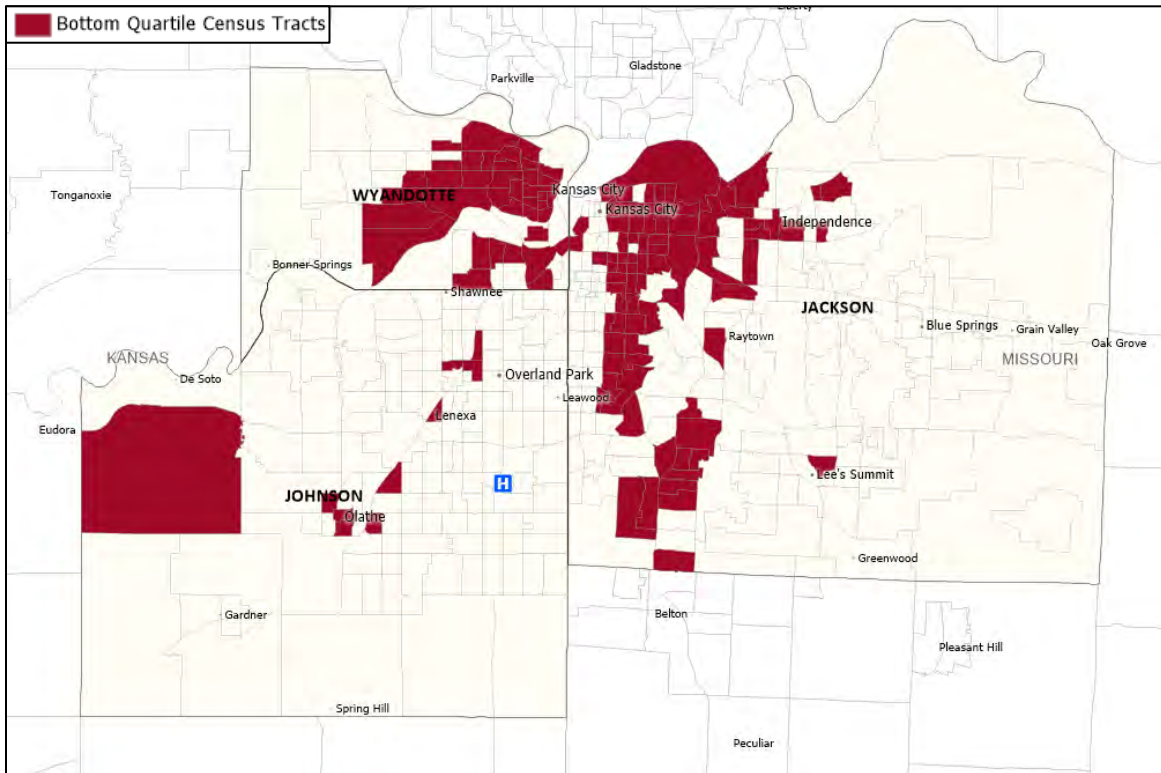 Bottom Quartile Census Tracts
Liberty
Gladstone
Parkville
Tonganoxie
WYANDOTTE
Kansas City
Kansas City
Independence
Bonner Springs
Shawnee
JACKSON
Blue Springs
Grain Valley
Raytown
Oak Grove
KANSAS
MISSOURI
De Soto
Overland Park
Leawood
Lenexa
Eudora
Lee's Summit
H
JOHNSON
Olathe
Greenwood
Gardner
Belton
Pleasant Hill
Spring Hill
Peculiar